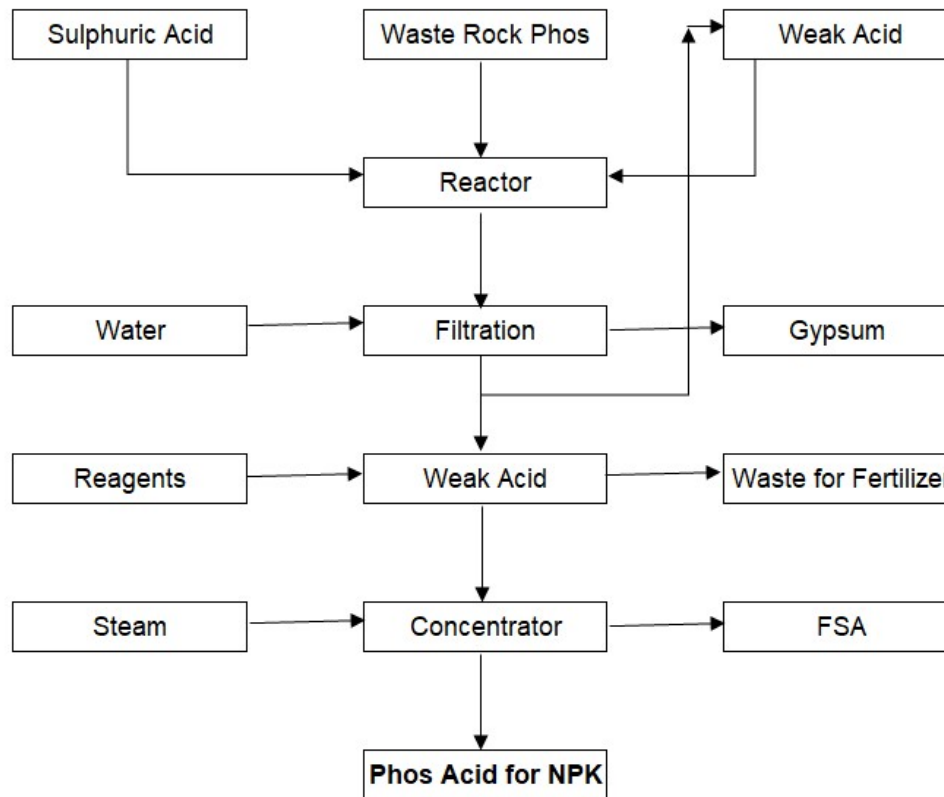 Sulphuric Acid
Waste Rock Phos
Weak Acid
Reactor
Water
Filtration
Gypsum
Reagents
Weak Acid
Waste for Fertilizer
Steam
Concentrator
FSA
Phos Acid for NPK